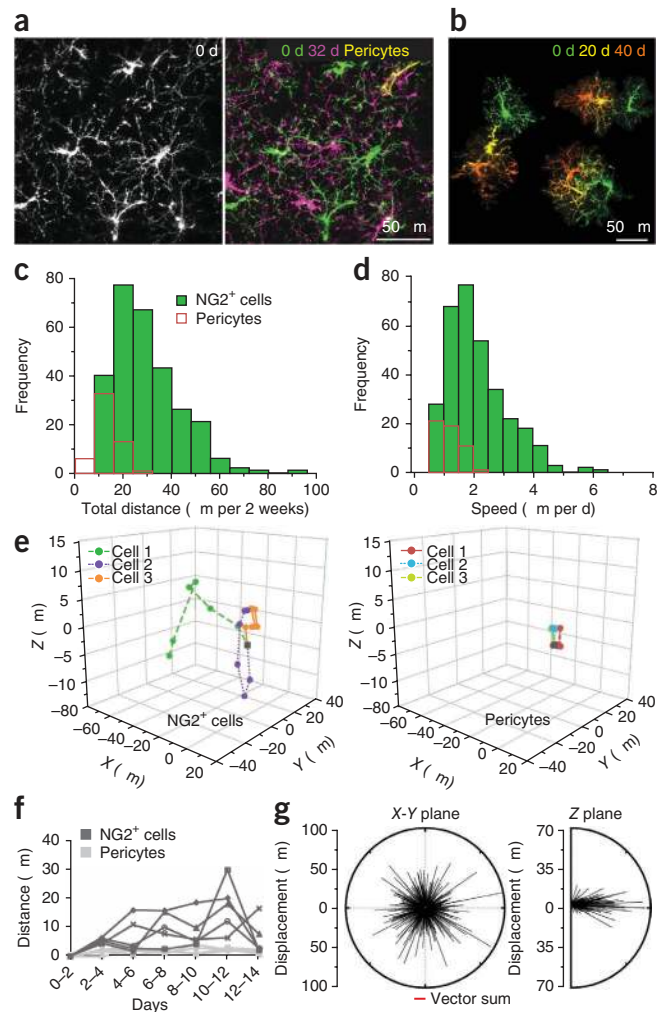 a
b
0 d
0 d 32 d Pericytes
0 d 20 d 40 d
50 m
50 m
c
d
80
60
40
20
0
Frequency
NG2+ cells
Pericytes
0 20 40 60 80 100
Total distance ( m per 2 weeks)
80
60
40
20
0
Frequency
0 2 4 6 8
Speed ( m per d)
e
15
10
5
0
−5
−10
−80
Z ( m)
Cell 1
Cell 2
Cell 3
−60
−40
−20
0
20
X ( m)
−40
−20
0
20
40
Y ( m)
NG2+ cells
15
10
5
0
−5
−10
−80
Z ( m)
Cell 1
Cell 2
Cell 3
−60
−40
−20
0
20
X ( m)
−40
−20
0
20
40
Y ( m)
Pericytes
f
40
30
20
10
0
Distance ( m)
NG2+ cells
Pericytes
0–2 2–4 4–6 6–8 8–10 10–12 12–14
Days
g
X-Y plane
100
50
0
50
100
Displacement ( m)
Vector sum
Z plane
70
35
0
35
70
Displacement ( m)